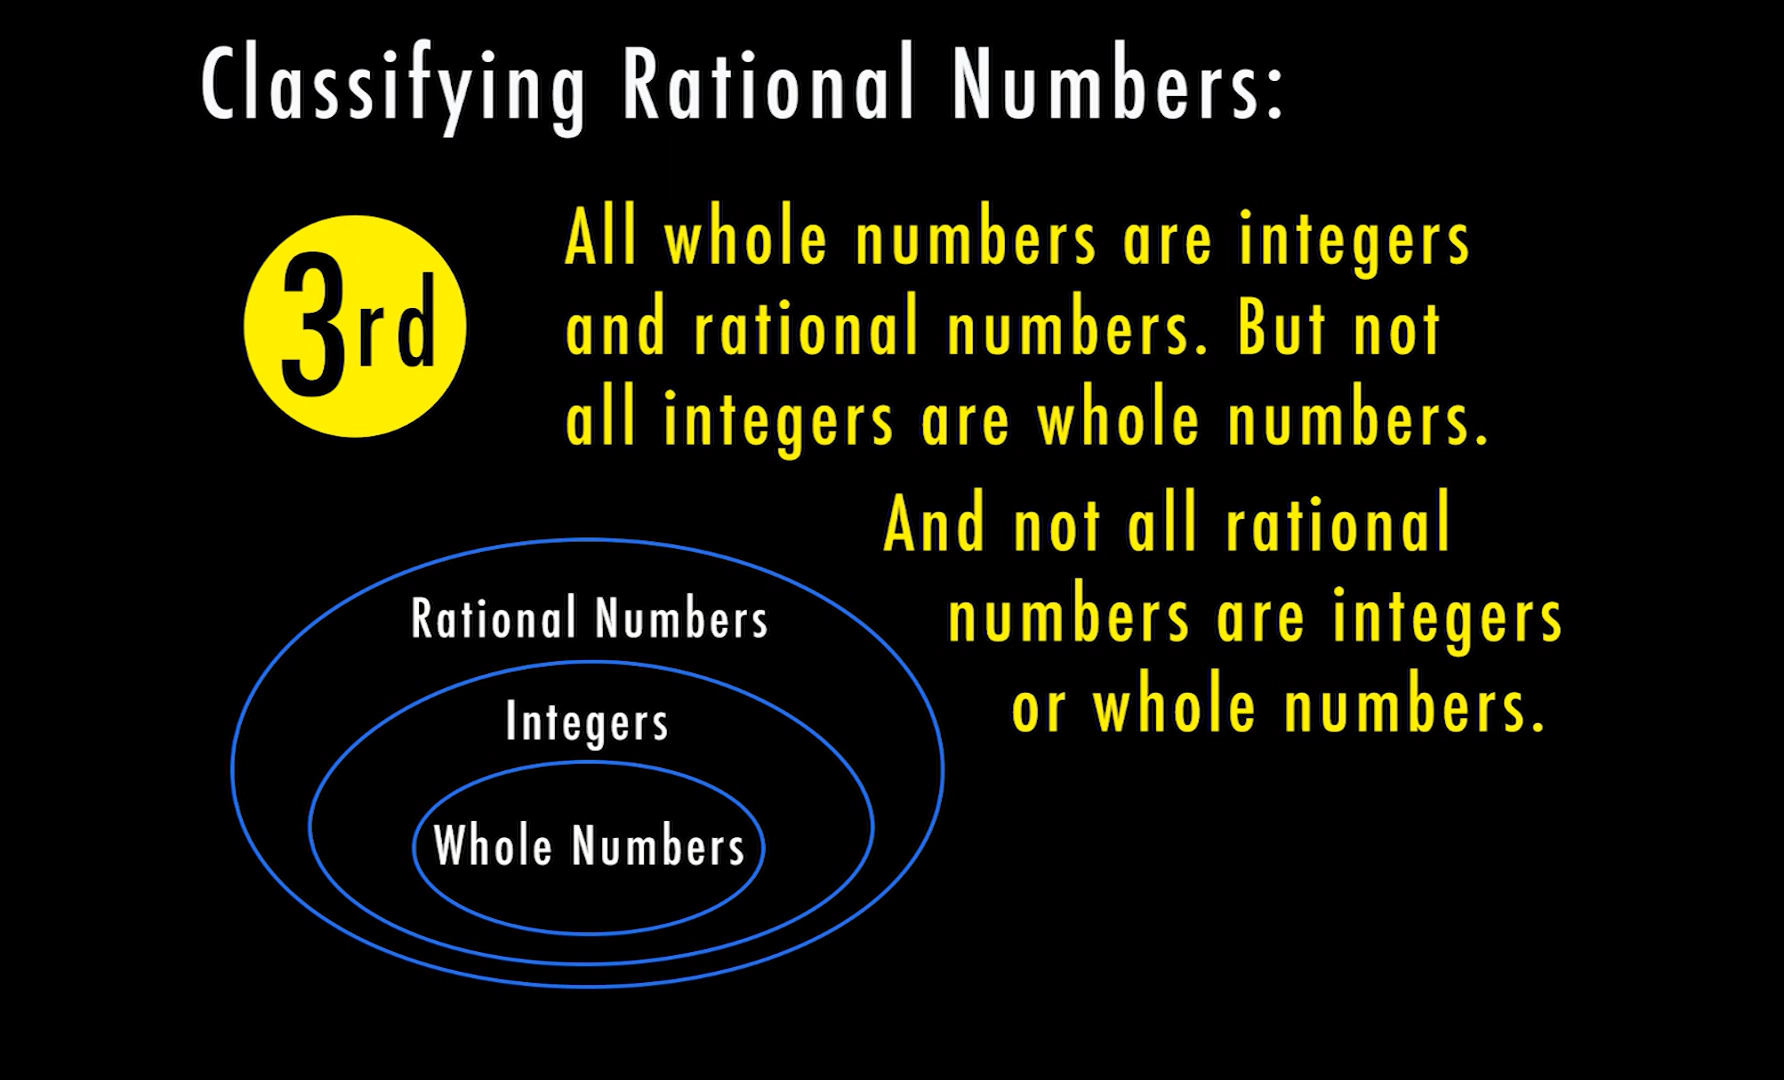 Classifying Rational Numbers:
3rd
All whole numbers are integers
and rational numbers. But not
all integers are whole numbers.
And not all rational
numbers are integers
or whole numbers.
Rational Numbers
Integers
Whole Numbers